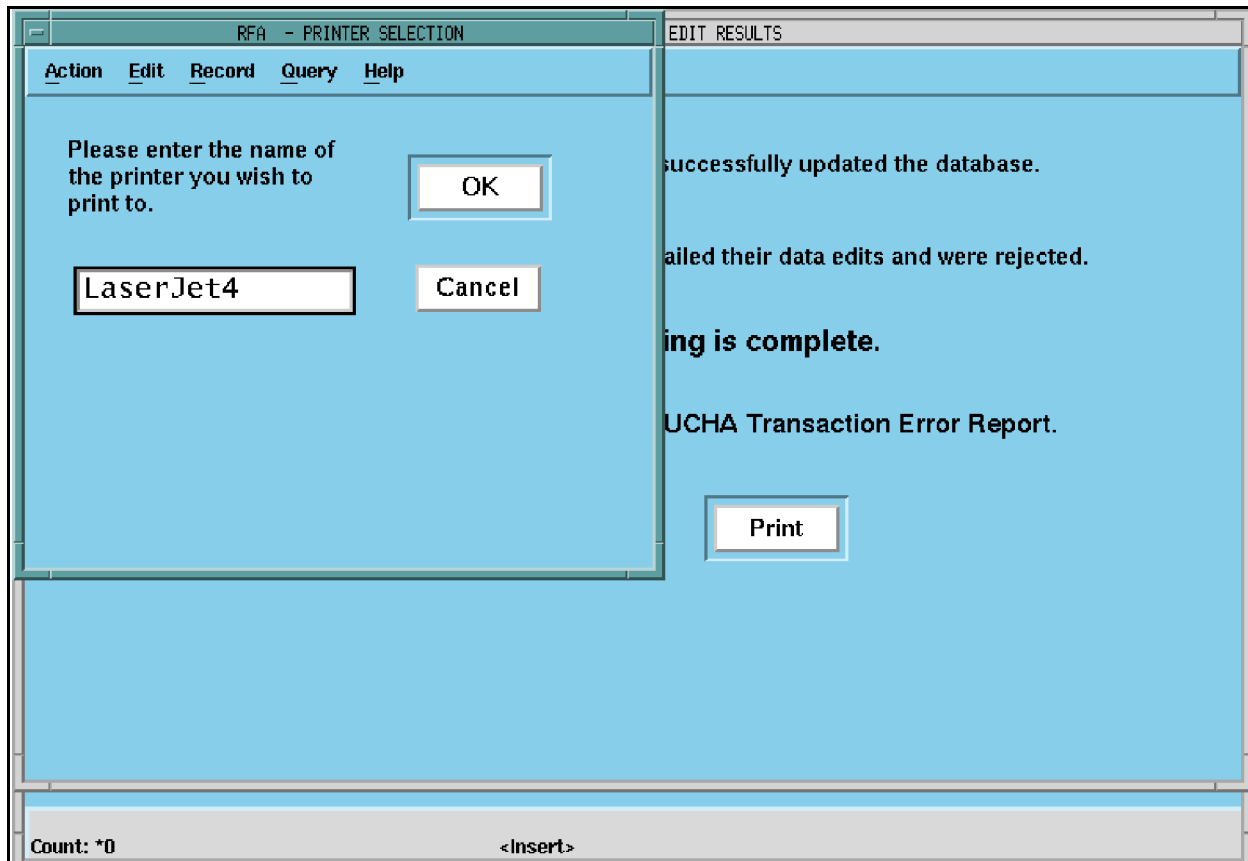 RFA - PRINTER SELECTION
EDIT RESULTS
Action Edit Record Query Help
Please enter the name of
the printer you wish to
print to.
OK
LaserJet4
Cancel
successfully updated the database.
ailed their data edits and were rejected.
ing is complete.
UCHA Transaction Error Report.
Print
Count: *0 <Insert>